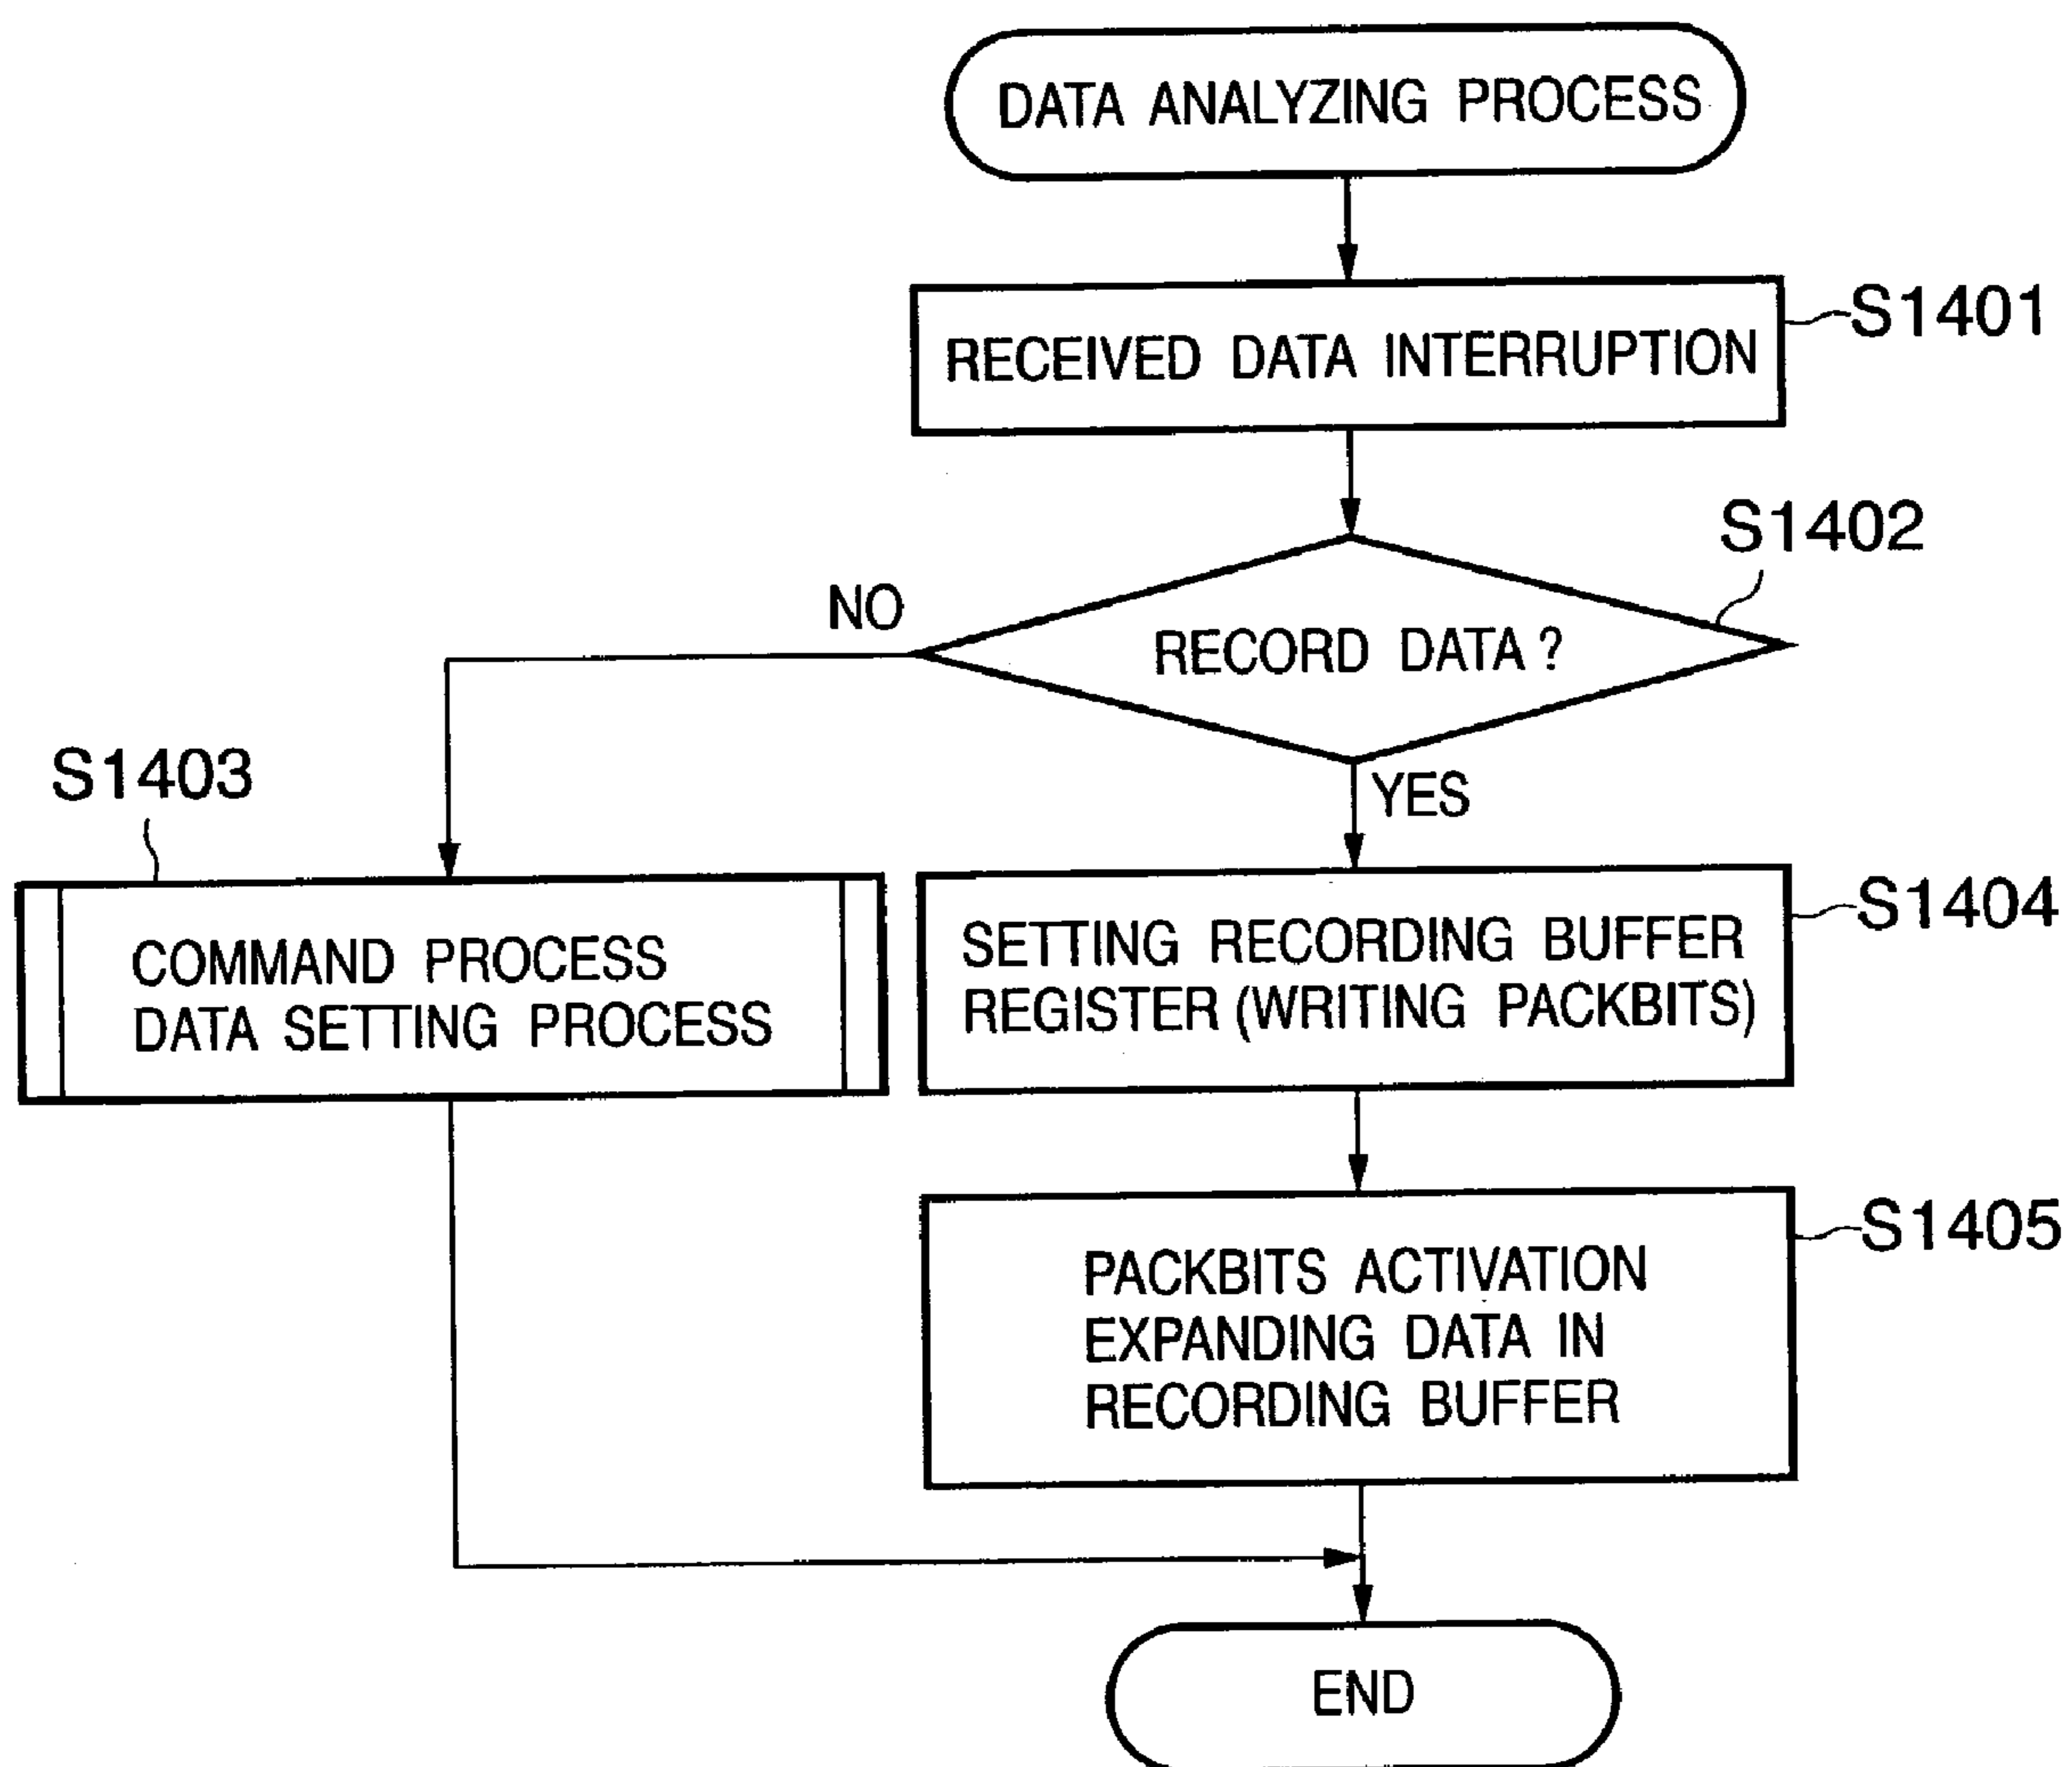 DATA ANALYZING PROCESS
RECEIVED DATA INTERRUPTION
S1401
S1402
NO
RECORD DATA?
YES
S1403
COMMAND PROCESS
DATA SETTING PROCESS
SETTING RECORDING BUFFER
REGISTER (WRITING PACKBITS)
S1404
PACKBITS ACTIVATION
EXPANDING DATA IN
RECORDING BUFFER
S1405
END